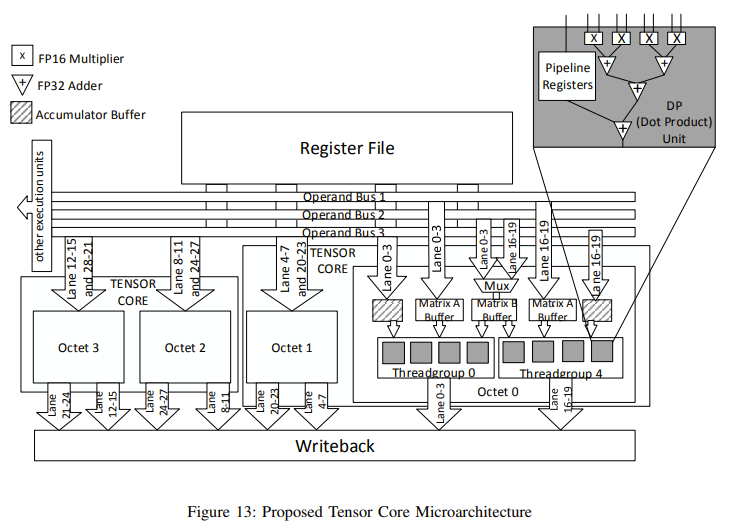 x FP16 Multiplier
+ FP32 Adder
Accumulator Buffer
x x x x
+ +
+
+
Pipeline
Registers
DP
(Dot Product)
Unit
Register File
other execution units
Operand Bus 1
Operand Bus 2
Operand Bus 3
Lane 12-15
and 28-21
Lane 8-11
and 24-27
Lane 4-7
and 20-23
Lane 0-3
Lane 0-3
Lane 0-3
Lane 16-19
Lane 16-19
Lane 16-19
TENSOR
CORE
TENSOR
CORE
Mux
Matrix A
Buffer
Matrix B
Buffer
Matrix A
Buffer
Octet 3
Octet 2
Octet 1
Threadgroup 0
Threadgroup 4
Octet 0
Lane
21-24
Lane
12-15
Lane
24-27
Lane
8-11
Lane
20-23
Lane
4-7
Lane 0-3
Lane
16-19
Writeback
Figure 13: Proposed Tensor Core Microarchitecture